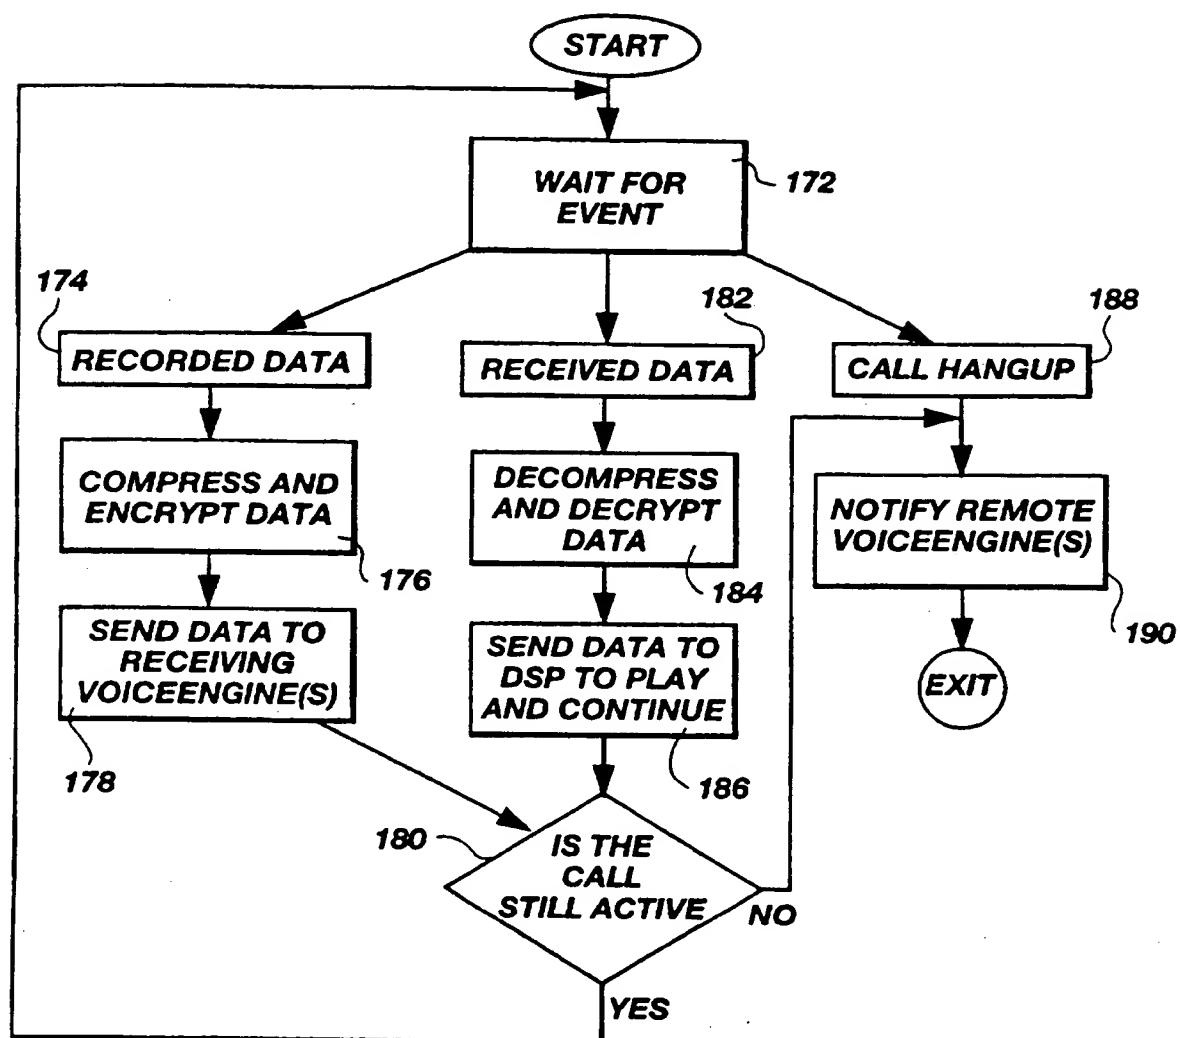 START
WAIT FOR
EVENT
172
174
RECORDED DATA
182
RECEIVED DATA
188
CALL HANGUP
COMPRESS AND
ENCRYPT DATA
176
DECOMPRESS
AND DECRYPT
DATA
184
NOTIFY REMOTE
VOICEENGINE(S)
190
SEND DATA TO
RECEIVING
VOICEENGINE(S)
178
SEND DATA TO
DSP TO PLAY
AND CONTINUE
186
EXIT
180
IS THE
CALL
STILL ACTIVE
NO
YES